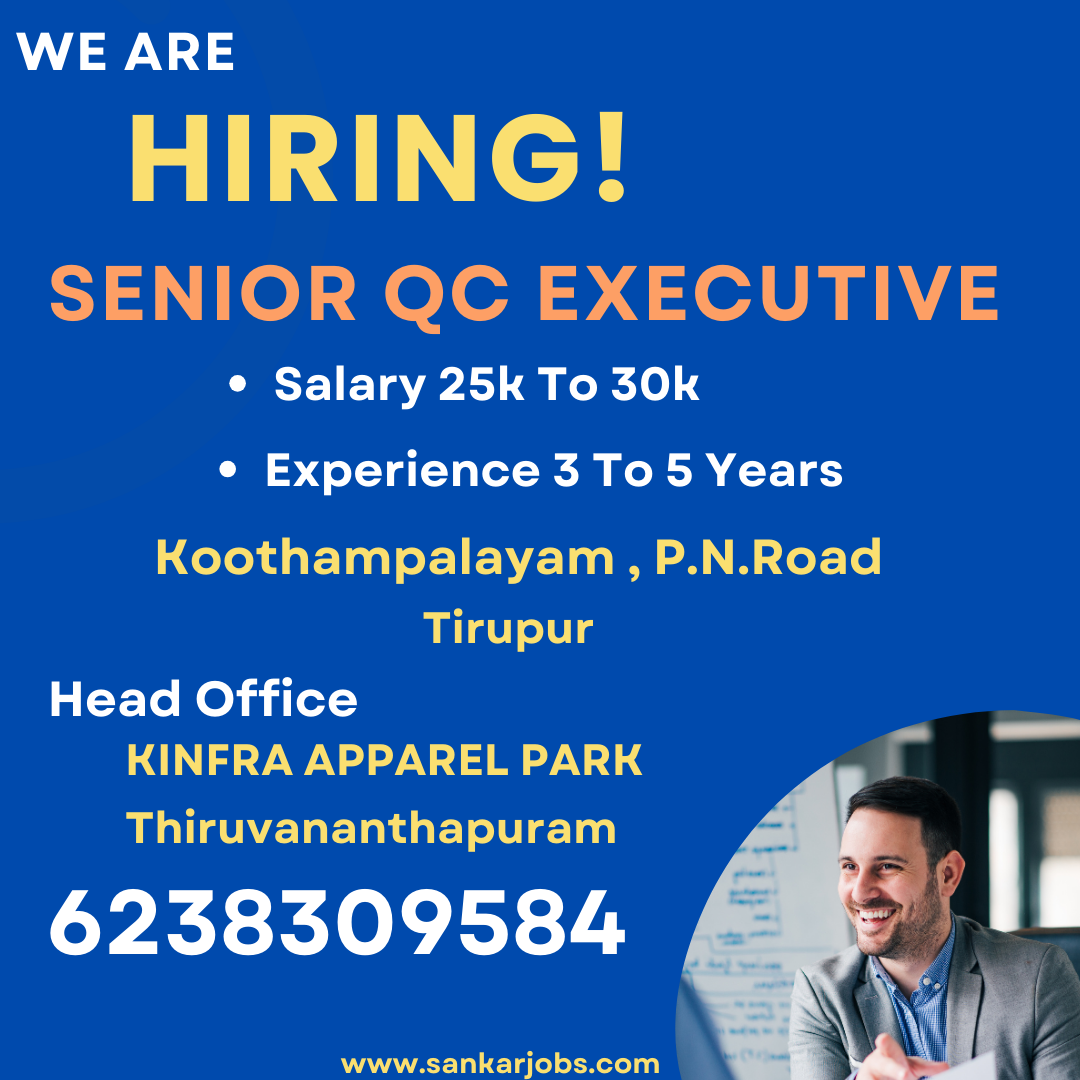 WE ARE
HIRING!
SENIOR QC EXECUTIVE
• Salary 25k To 30k
• Experience 3 To 5 Years
Koothampalayam , P.N.Road
Tirupur
Head Office
KINFRA APPAREL PARK
Thiruvananthapuram
6238309584
www.sankarjobs.com